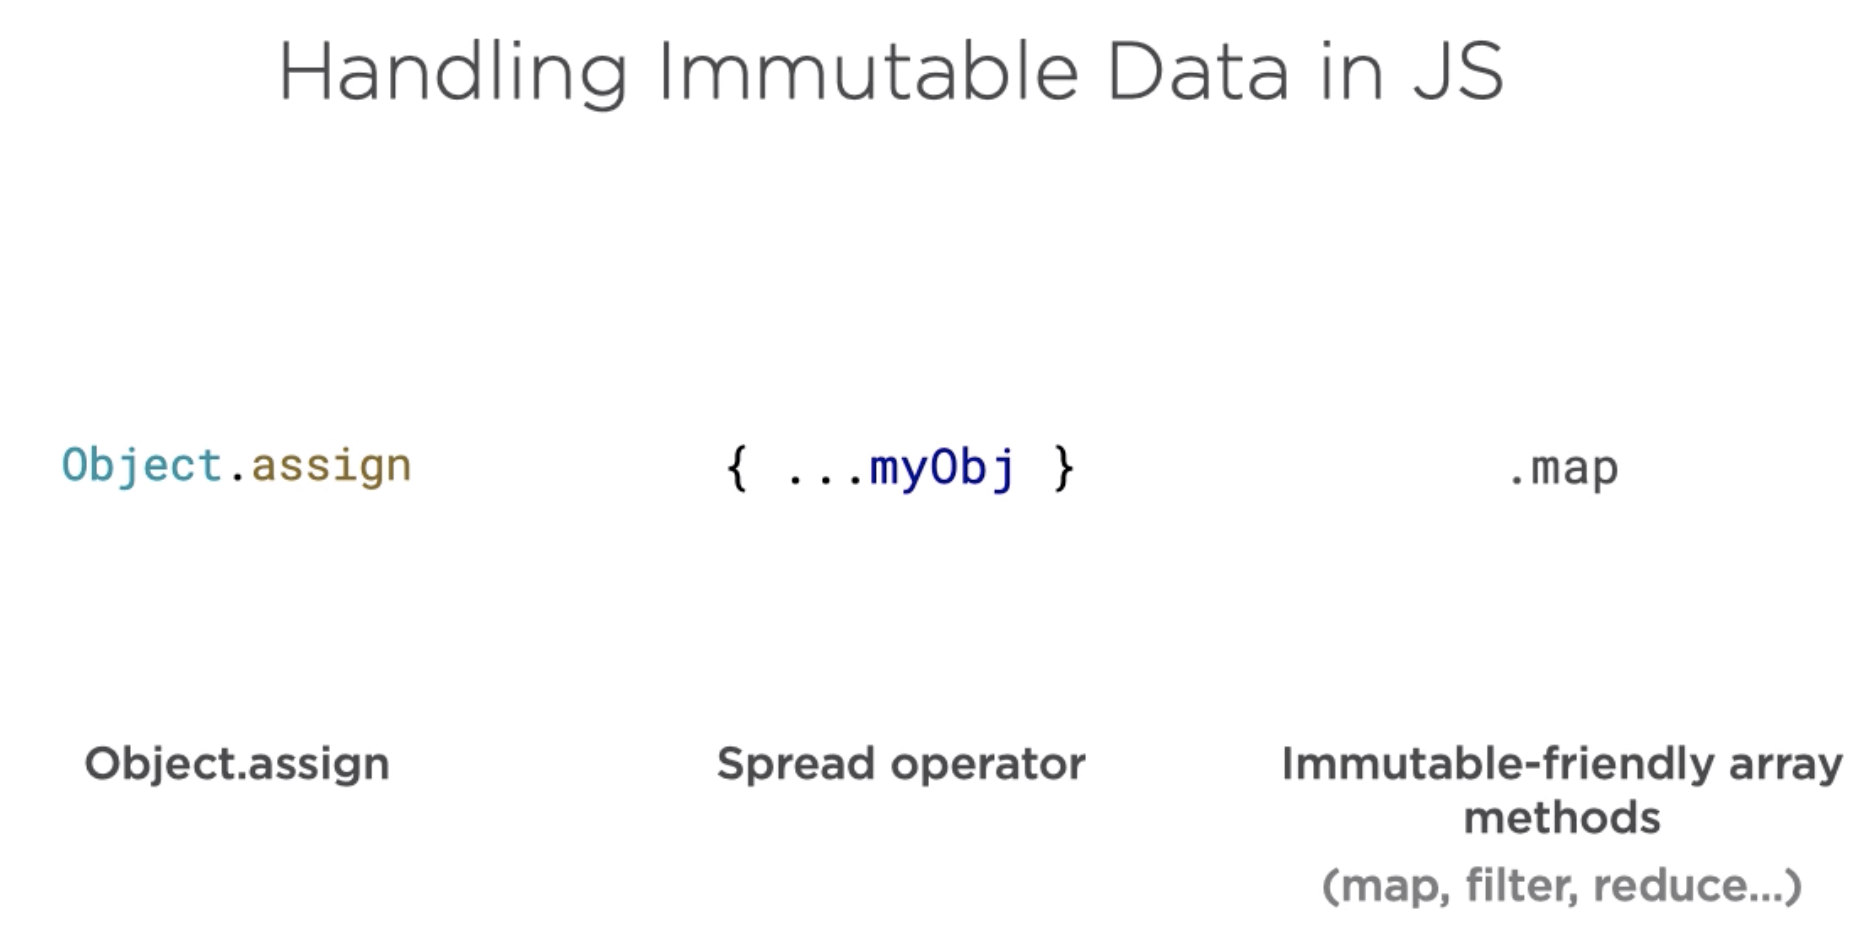 Handling Immutable Data in JS
Object.assign
{ ...myObj }
.map
Object.assign
Spread operator
Immutable-friendly array
methods
(map, filter, reduce...)